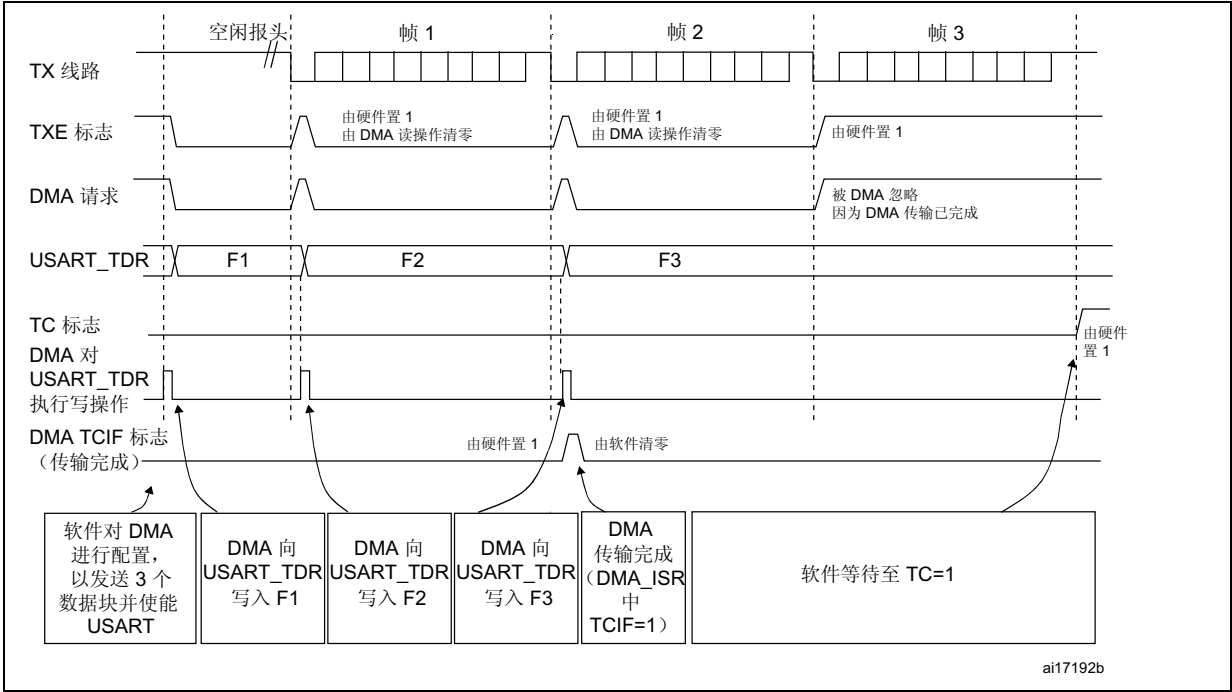 空闲报头
帧 1
帧 2
帧 3
TX 线路
TXE 标志
由硬件置 1
由 DMA 读操作清零
由硬件置 1
由 DMA 读操作清零
由硬件置 1
DMA 请求
被 DMA 忽略
因为 DMA 传输已完成
USART_TDR
F1
F2
F3
TC 标志
由硬件
置 1
DMA 对
USART_TDR
执行写操作
DMA TCIF 标志
（传输完成）
由硬件置 1
由软件清零
软件对 DMA
进行配置，
以发送 3 个
数据块并使能
USART
DMA 向
USART_TDR
写入 F1
DMA 向
USART_TDR
写入 F2
DMA 向
USART_TDR
写入 F3
DMA
传输完成
（DMA_ISR
中
TCIF=1）
软件等待至 TC=1
ai17192b